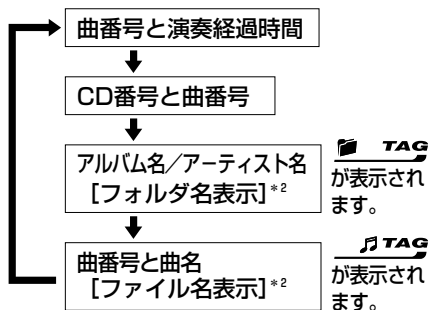 曲番号と演奏経過時間
CD番号と曲番号
アルバム名／アーティスト名
［フォルダ名表示］*2
TAG
が表示され
ます。
曲番号と曲名
［ファイル名表示］*2
TAG
が表示され
ます。